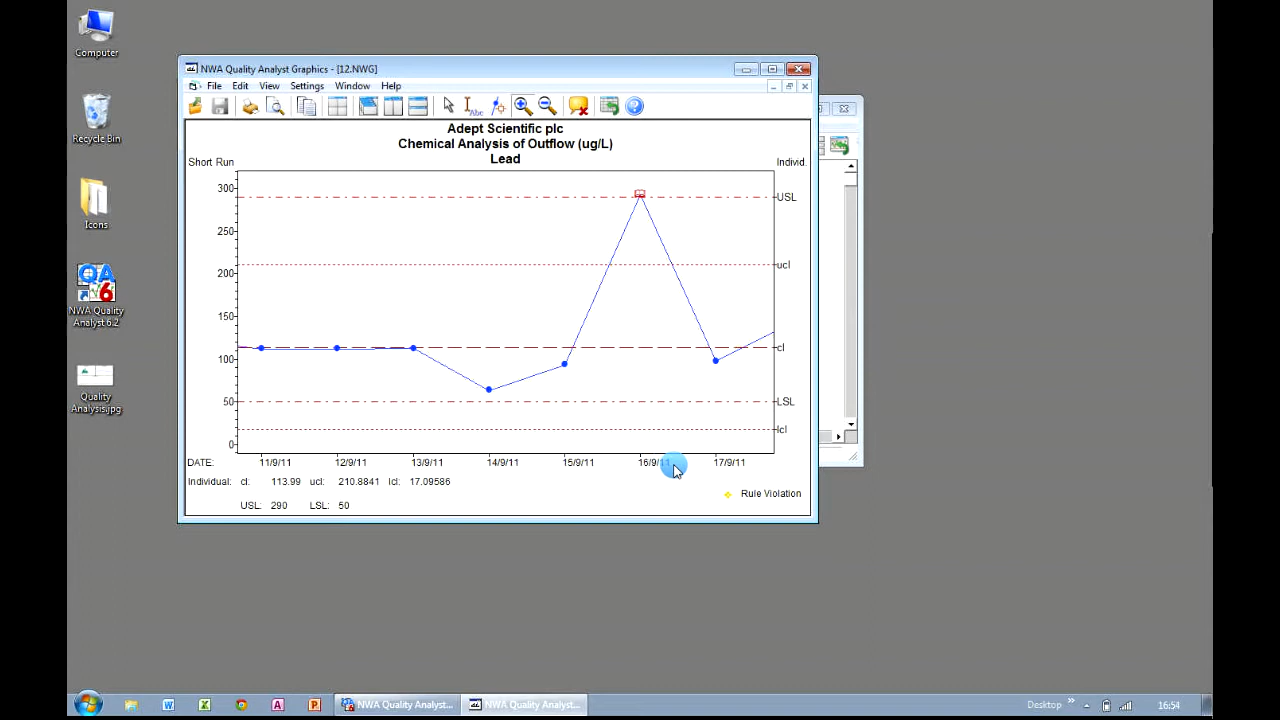 Computer
Recycle Bin
Icons
QA
6
NWA Quality
Analyst 6.2
Quality
Analysis.jpg
NWA Quality Analyst Graphics - [12.NWG]
File Edit View Settings Window Help
Abc
Adept Scientific plc
Chemical Analysis of Outflow (ug/L)
Lead
Short Run Individ.
300
USL
250
ucl
200
150
cl
100
50
LSL
lcl
0
DATE: 11/9/11 12/9/11 13/9/11 14/9/11 15/9/11 16/9/11 17/9/11
Individual: cl: 113.99 ucl: 210.8841 lcl: 17.09586
Rule Violation
USL: 290 LSL: 50
NWA Quality Analyst...
NWA Quality Analyst...
Desktop
16:54